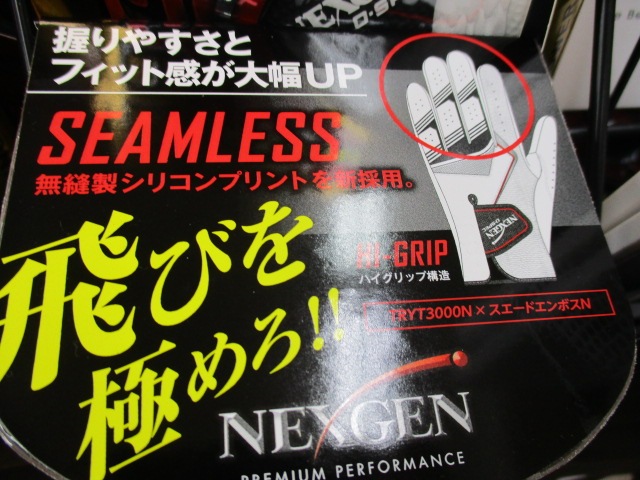 握りやすさと
フィット感が大幅UP
SEAMLESS
無縫製シリコンプリントを新採用。
飛びを
極めろ!!
NEXGEN
HI-GRIP
ハイグリップ構造
TRYT3000N×スエードエンボスN
NEXGEN
PREMIUM PERFORMANCE